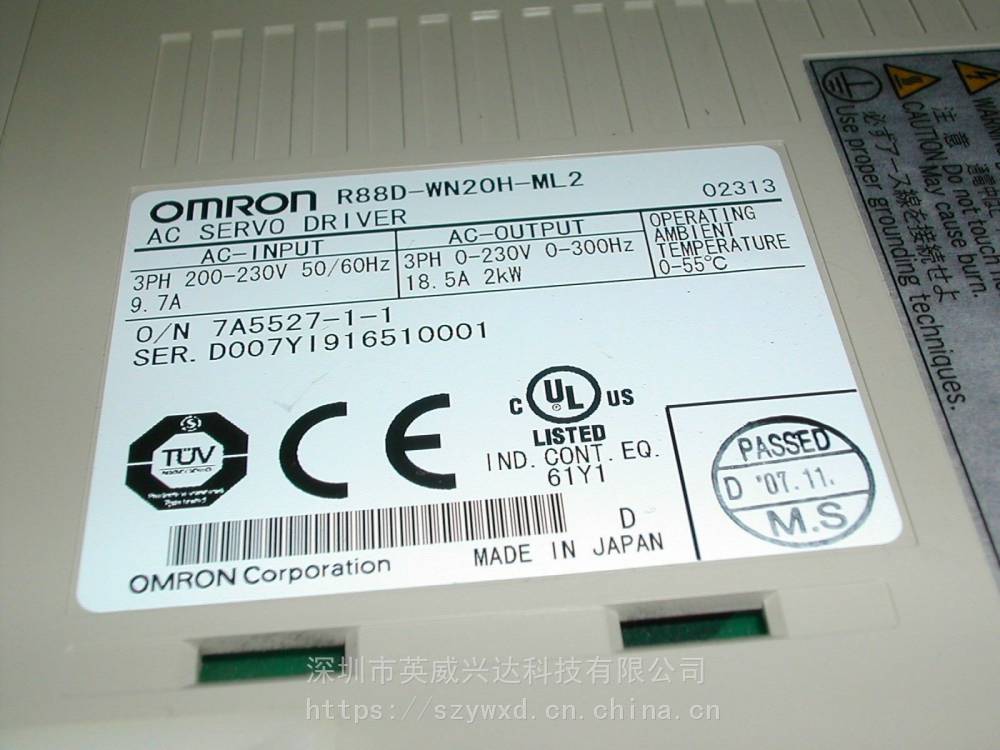 OMRON R88D-WN20H-ML2 02313
AC SERVO DRIVER
AC-INPUT
3PH 200-230V 50/60Hz
9.7A
AC-OUTPUT
3PH 0-230V 0-300Hz
18.5A 2kW
OPERATING
AMBIENT
TEMPERATURE
0-55℃
O/N 7A5527-1-1
SER. D007YI916510001
TÜV
CE
C UL US
LISTED
IND. CONT. EQ.
61Y1
PASSED
D '07.11.
M.S
D
MADE IN JAPAN
OMRON Corporation
WARNING
CAUTION May cause burn.
注意 Do not touch
必ずアース線を接続せよ
Use proper grounding techniques.
深圳市英威兴达科技有限公司
https://szywxd.cn.china.cn